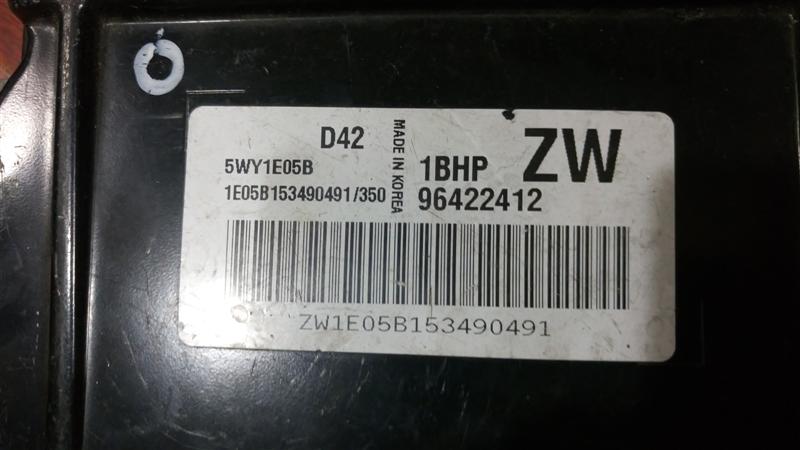 D42
MADE IN KOREA
ZW
5WY1E05B
1BHP
1E05B153490491/350
96422412
ZW1E05B153490491